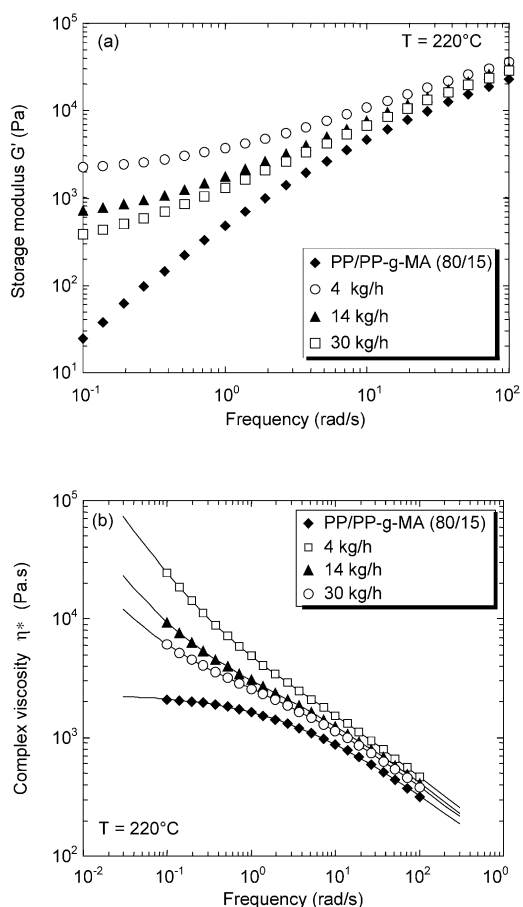 (a)
T = 220°C
Storage modulus G' (Pa)
10^5
10^4
10^3
10^2
10^1
PP/PP-g-MA (80/15)
4 kg/h
14 kg/h
30 kg/h
10^-1 10^0 10^1 10^2
Frequency (rad/s)
(b)
Complex viscosity η* (Pa.s)
10^5
10^4
10^3
10^2
PP/PP-g-MA (80/15)
4 kg/h
14 kg/h
30 kg/h
T = 220°C
10^-2 10^-1 10^0 10^1 10^2 10^3
Frequency (rad/s)